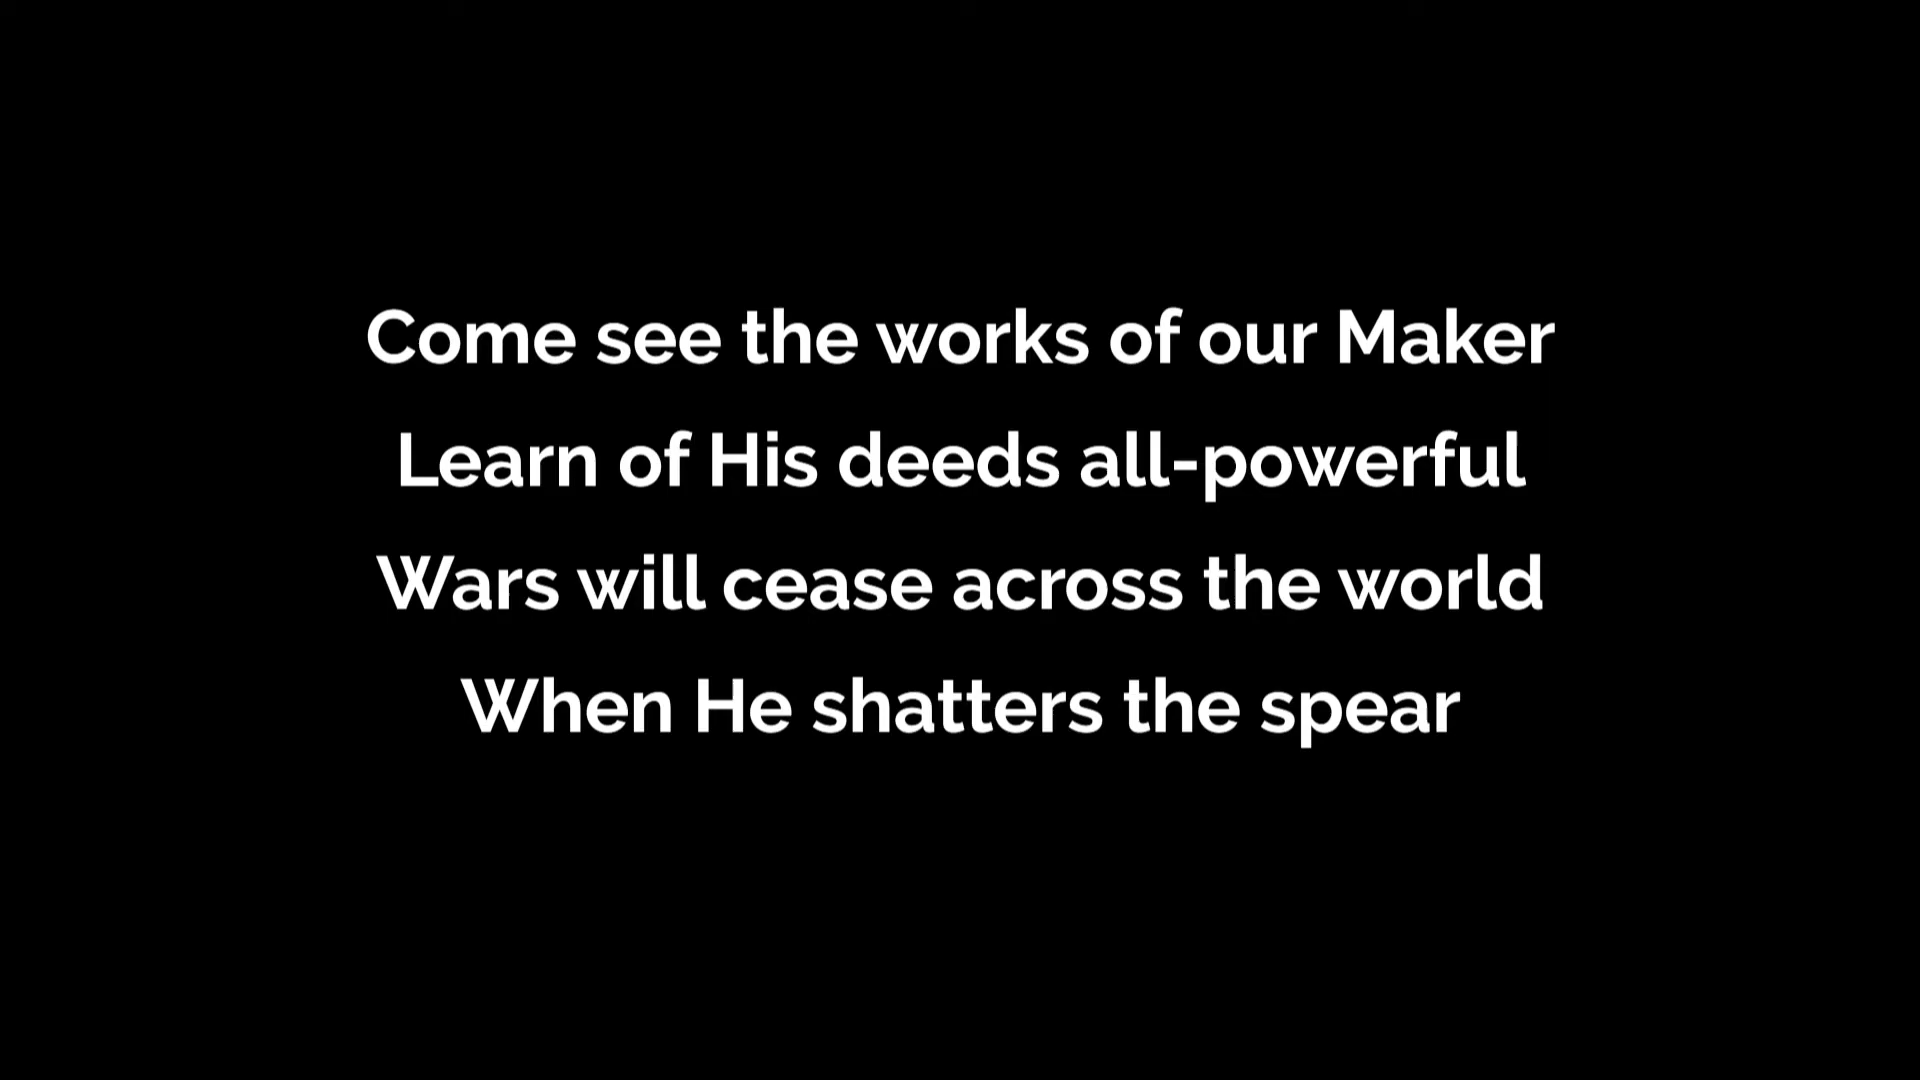 Come see the works of our Maker
Learn of His deeds all-powerful
Wars will cease across the world
When He shatters the spear